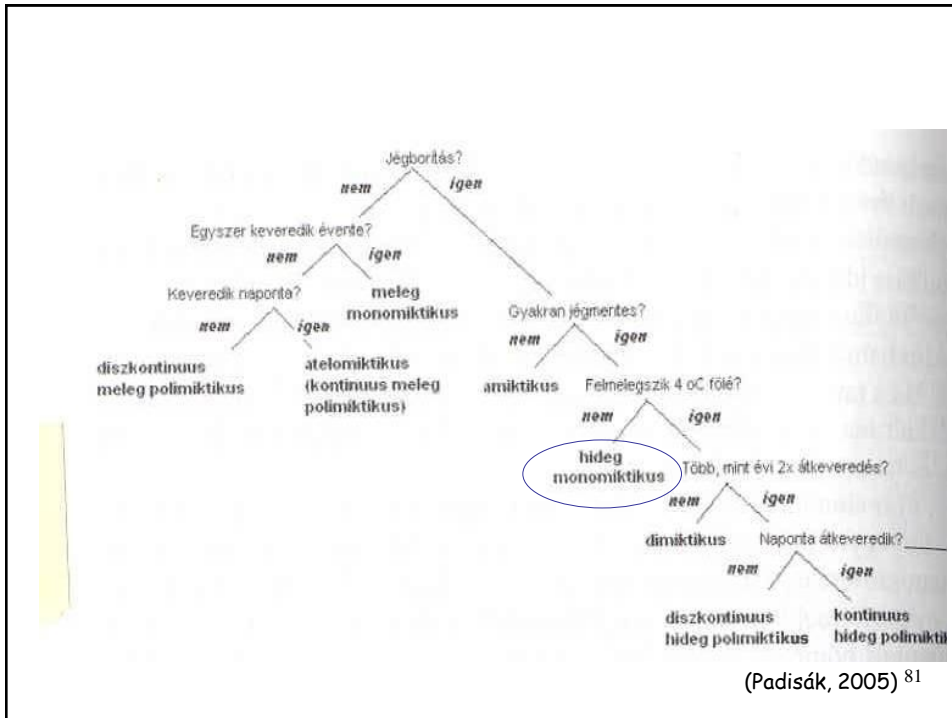 Jégborítás?
nem igen
Egyszer keveredik évente?
nem igen
Keveredik naponta?
meleg
monomiktikus
Gyakran jégmentes?
nem igen
nem igen
diszkontinuus
meleg polimiktikus
atelomiktikus
(kontinuus meleg
polimiktikus)
amiktikus
Felmelegszik 4 oC fölé?
nem igen
hideg
monomiktikus
Több, mint évi 2x átkeveredés?
nem igen
dimiktikus
Naponta átkeveredik?
nem igen
diszkontinuus
hideg polimiktikus
kontinuus
hideg polimiktik
(Padisák, 2005) 81